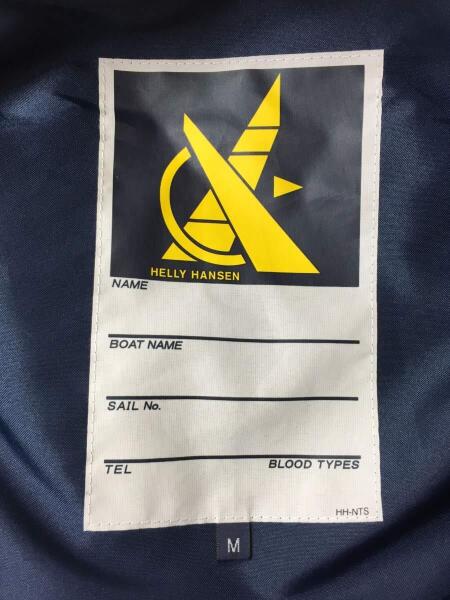 HELLY HANSEN
NAME
BOAT NAME
SAIL No.
TEL BLOOD TYPES
HH-NTS
M